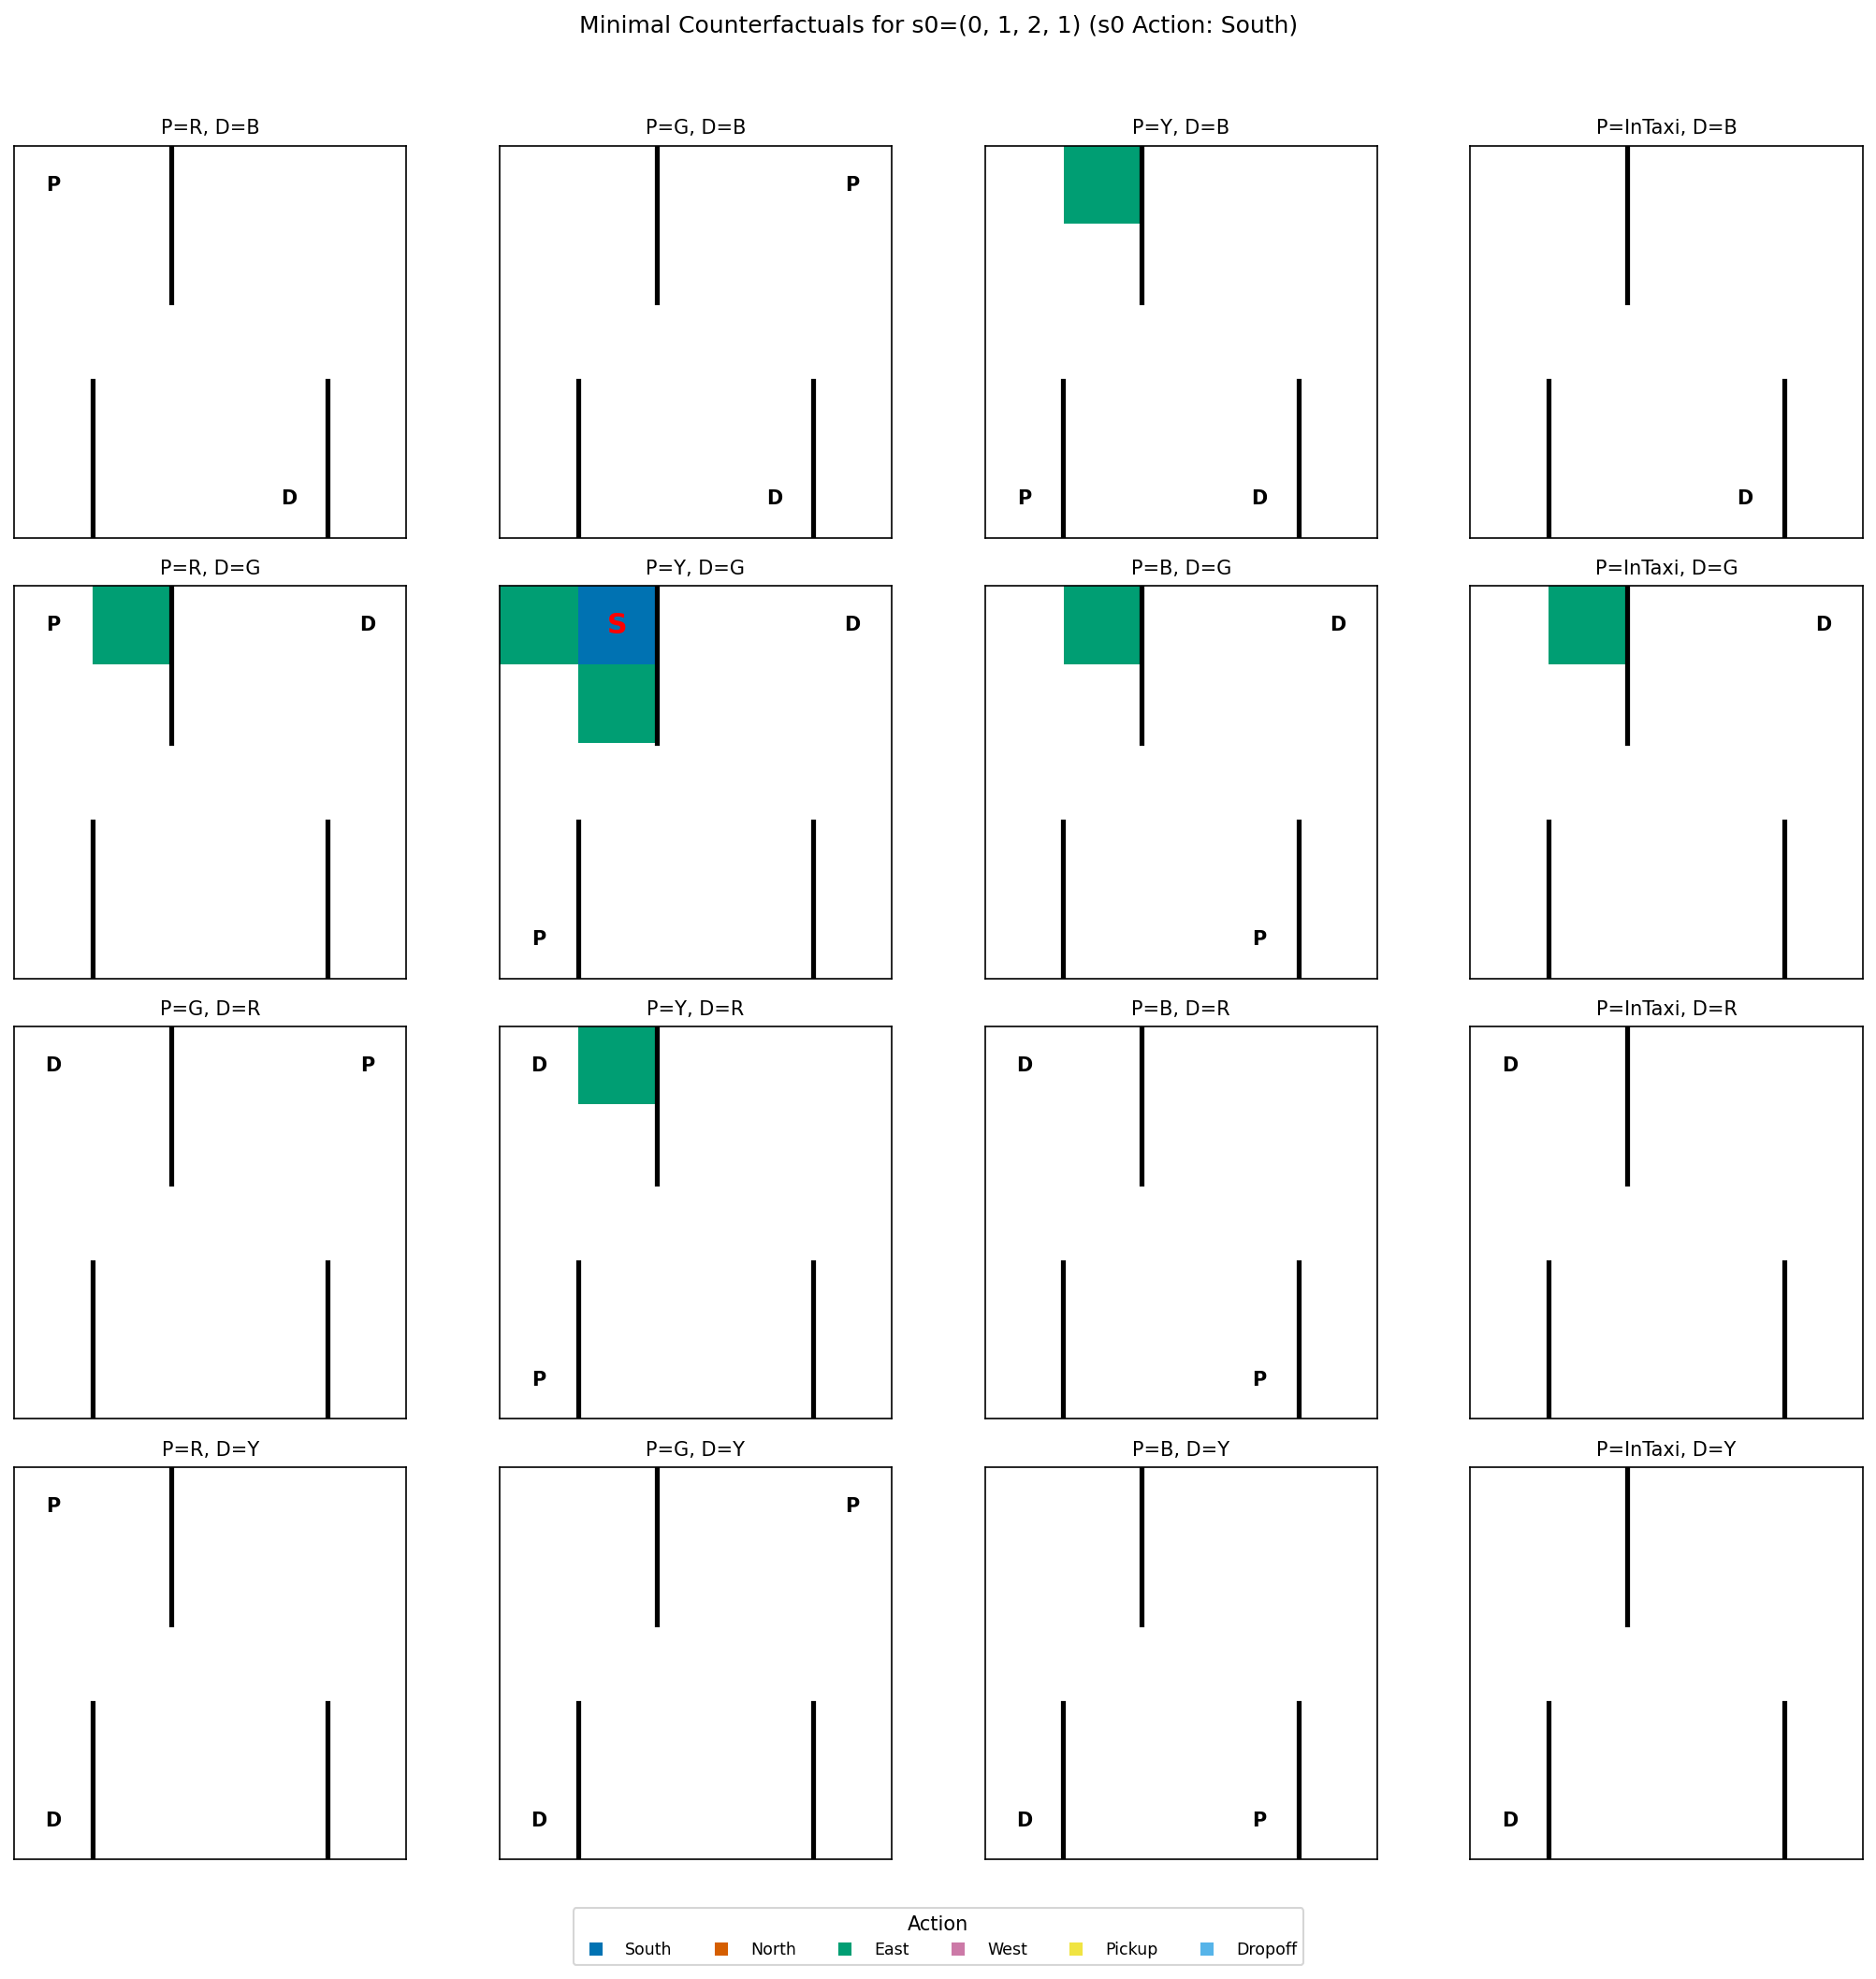 Minimal Counterfactuals for s0=(0, 1, 2, 1) (s0 Action: South)
P=R, D=B
P=G, D=B
P=Y, D=B
P=InTaxi, D=B
P
P
D
D
P
D
D
P=R, D=G
P=Y, D=G
P=B, D=G
P=InTaxi, D=G
P
D
S
D
D
D
P
P
P=G, D=R
P=Y, D=R
P=B, D=R
P=InTaxi, D=R
D
P
D
D
D
P
P
P=R, D=Y
P=G, D=Y
P=B, D=Y
P=InTaxi, D=Y
P
P
D
D
D
P
D
Action
South
North
East
West
Pickup
Dropoff